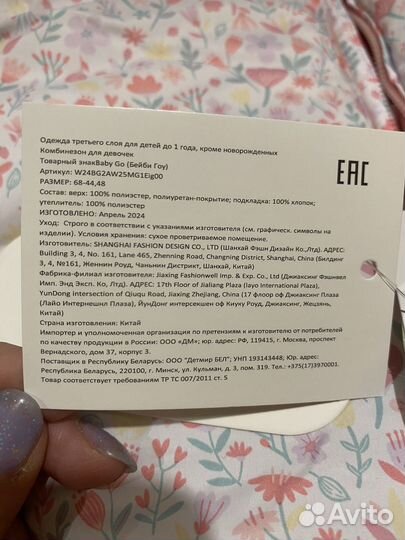 Одежда третьего слоя для детей до 1 года, кроме новорожденных
Комбинезон для девочек
Товарный знакBaby Go (Бейби Гоу)
Артикул: W24BG2AW25MG1Eig00
РАЗМЕР: 68-44,48
Состав: верх: 100% полиэстер, полиуретан-покрытие; подкладка: 100% хлопок;
утеплитель: 100% полиэстер
ИЗГОТОВЛЕНО: Апрель 2024
Уход: Строго в соответствии с указаниями изготовителя (см. графическ. символы на
изделии). Условия хранения: сухое проветриваемое помещение.
Изготовитель: SHANGHAI FASHION DESIGN CO., LTD (Шанхай Фэшн Дизайн Ко.,Лтд). АДРЕС:
Building 3, 4, No. 161, Lane 465, Zhenning Road, Changning District, Shanghai, China (Билдинг
3, 4, №161, Женнин Роуд, Чаньнин Дистрикт, Шанхай, Китай)
Фабрика-филиал изготовителя: Jiaxing Fashionwell Imp. & Exp. Co., Ltd (Джиаксинг Фэшнвел
Имп. Энд Эксп. Ко, Лтд). АДРЕС: 17th Floor of Jialiang Plaza (layo International Plaza),
YunDong intersection of Qiuqu Road, Jiaxing Zhejiang, China (17 флоор оф Джиаксинг Плаза
(Лайо Интернешнл Плаза), ЙунДонг интерсекшен оф Киуку Роуд, Джиаксинг, Жецзянь,
Китай)
Страна изготовления: Китай
Импортер и уполномоченная организация по претензиям к изготовителю от потребителей
по качеству продукции в России: ООО «ДМ»; юр. адрес: РФ, 119415, г. Москва, проспект
Вернадского, дом 37, корпус 3.
Поставщик в Республику Беларусь: ООО "Детмир БЕЛ"; УНП 193143448; Юр. адрес:
Республика Беларусь, 220100, г. Минск, ул. Кульман, д. 3, пом. 319. Тел.: +375(17)3970001.
Товар соответствует требованиям ТР ТС 007/2011 ст. 5
EAC
Avito